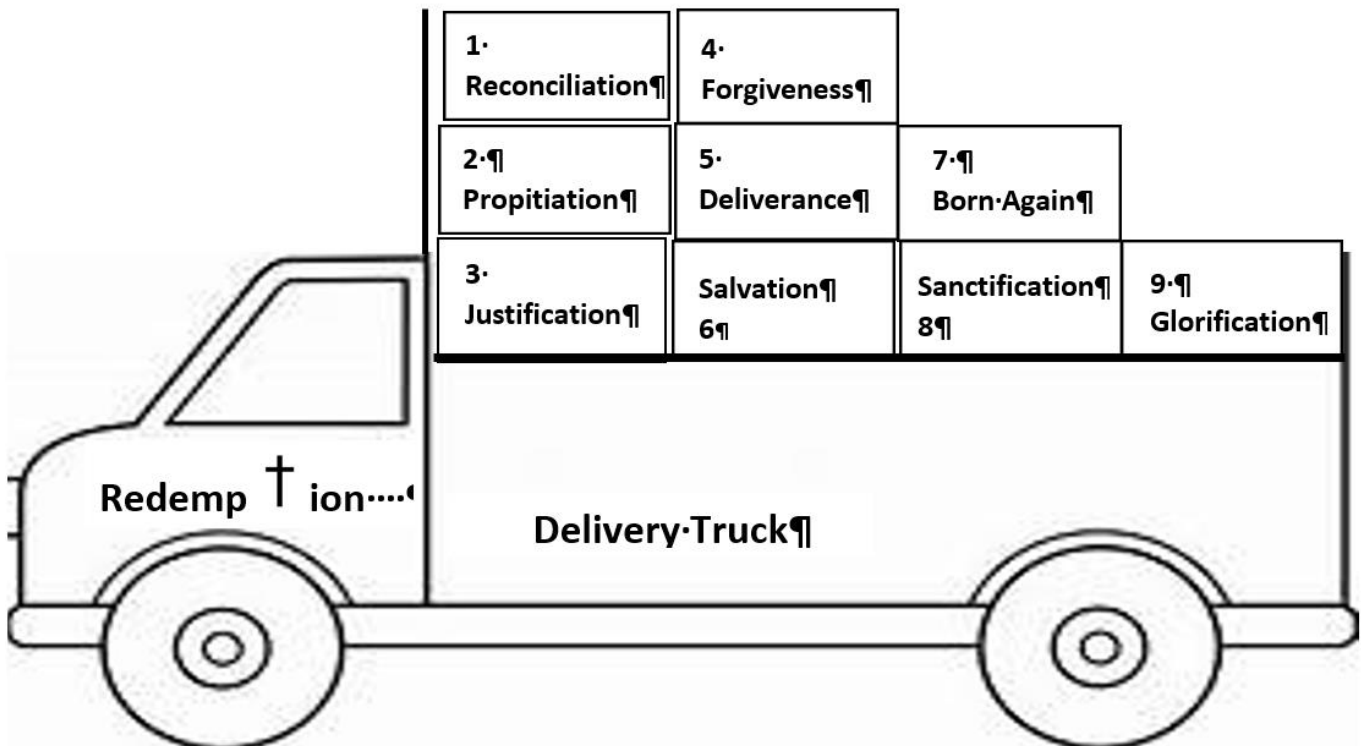 1·
Reconciliation¶
4·
Forgiveness¶
2·¶
Propitiation¶
5·
Deliverance¶
7·¶
Born·Again¶
3·
Justification¶
Salvation¶
6¶
Sanctification¶
8¶
9·¶
Glorification¶
Redemp † ion····
Delivery·Truck¶